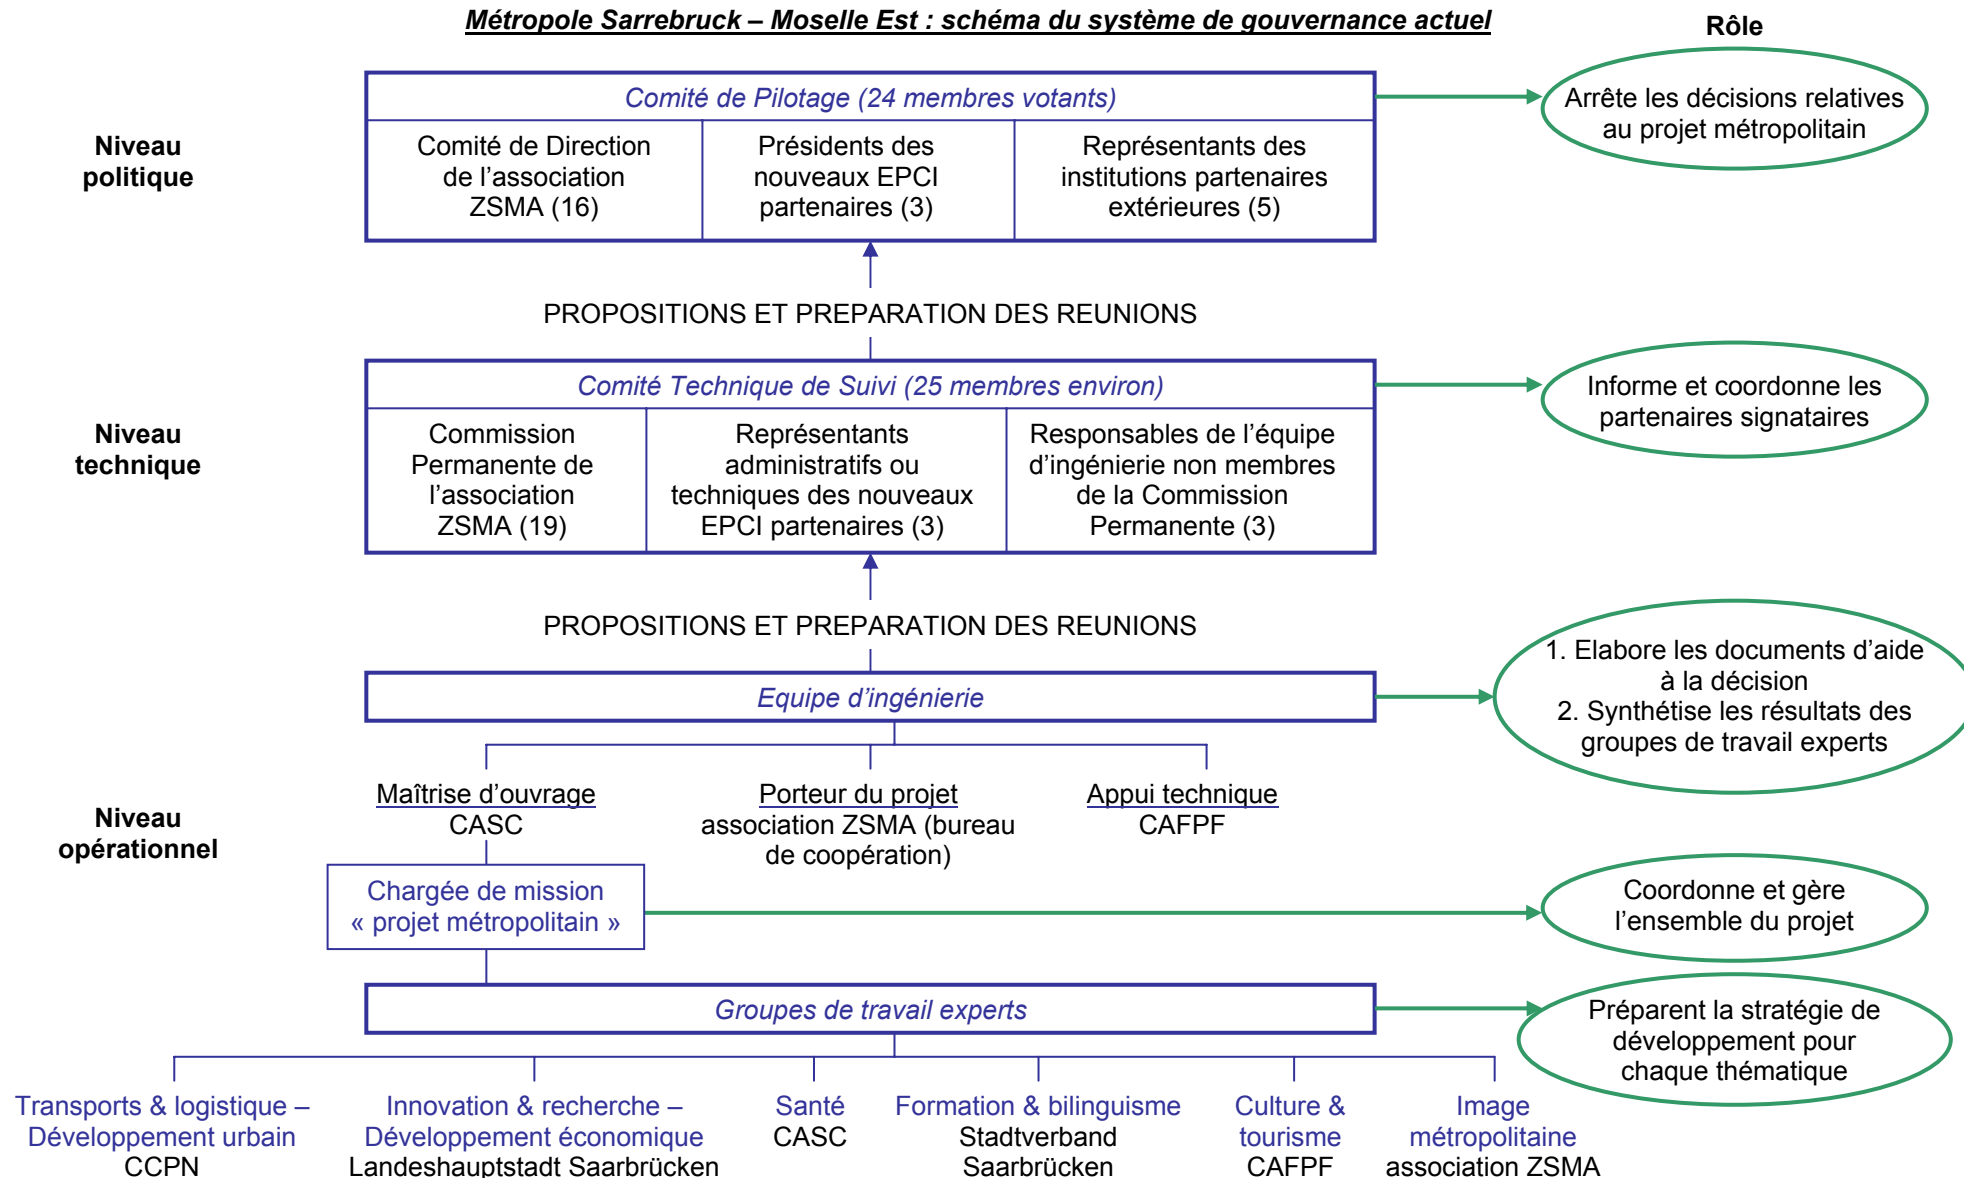 Métropole Sarrebruck – Moselle Est : schéma du système de gouvernance actuel
Rôle
Niveau
politique
Comité de Pilotage (24 membres votants)
Comité de Direction
de l’association
ZSMA (16)
Présidents des
nouveaux EPCI
partenaires (3)
Représentants des
institutions partenaires
extérieures (5)
Arrête les décisions relatives
au projet métropolitain
PROPOSITIONS ET PREPARATION DES REUNIONS
Niveau
technique
Comité Technique de Suivi (25 membres environ)
Commission
Permanente de
l’association
ZSMA (19)
Représentants
administratifs ou
techniques des nouveaux
EPCI partenaires (3)
Responsables de l’équipe
d’ingénierie non membres
de la Commission
Permanente (3)
Informe et coordonne les
partenaires signataires
PROPOSITIONS ET PREPARATION DES REUNIONS
Niveau
opérationnel
Equipe d’ingénierie
1. Elabore les documents d’aide
à la décision
2. Synthétise les résultats des
groupes de travail experts
Maîtrise d’ouvrage
CASC
Porteur du projet
association ZSMA (bureau
de coopération)
Appui technique
CAFPF
Chargée de mission
« projet métropolitain »
Coordonne et gère
l’ensemble du projet
Groupes de travail experts
Préparent la stratégie de
développement pour
chaque thématique
Transports & logistique –
Développement urbain
CCPN
Innovation & recherche –
Développement économique
Landeshauptstadt Saarbrücken
Santé
CASC
Formation & bilinguisme
Stadtverband
Saarbrücken
Culture &
tourisme
CAFPF
Image
métropolitaine
association ZSMA